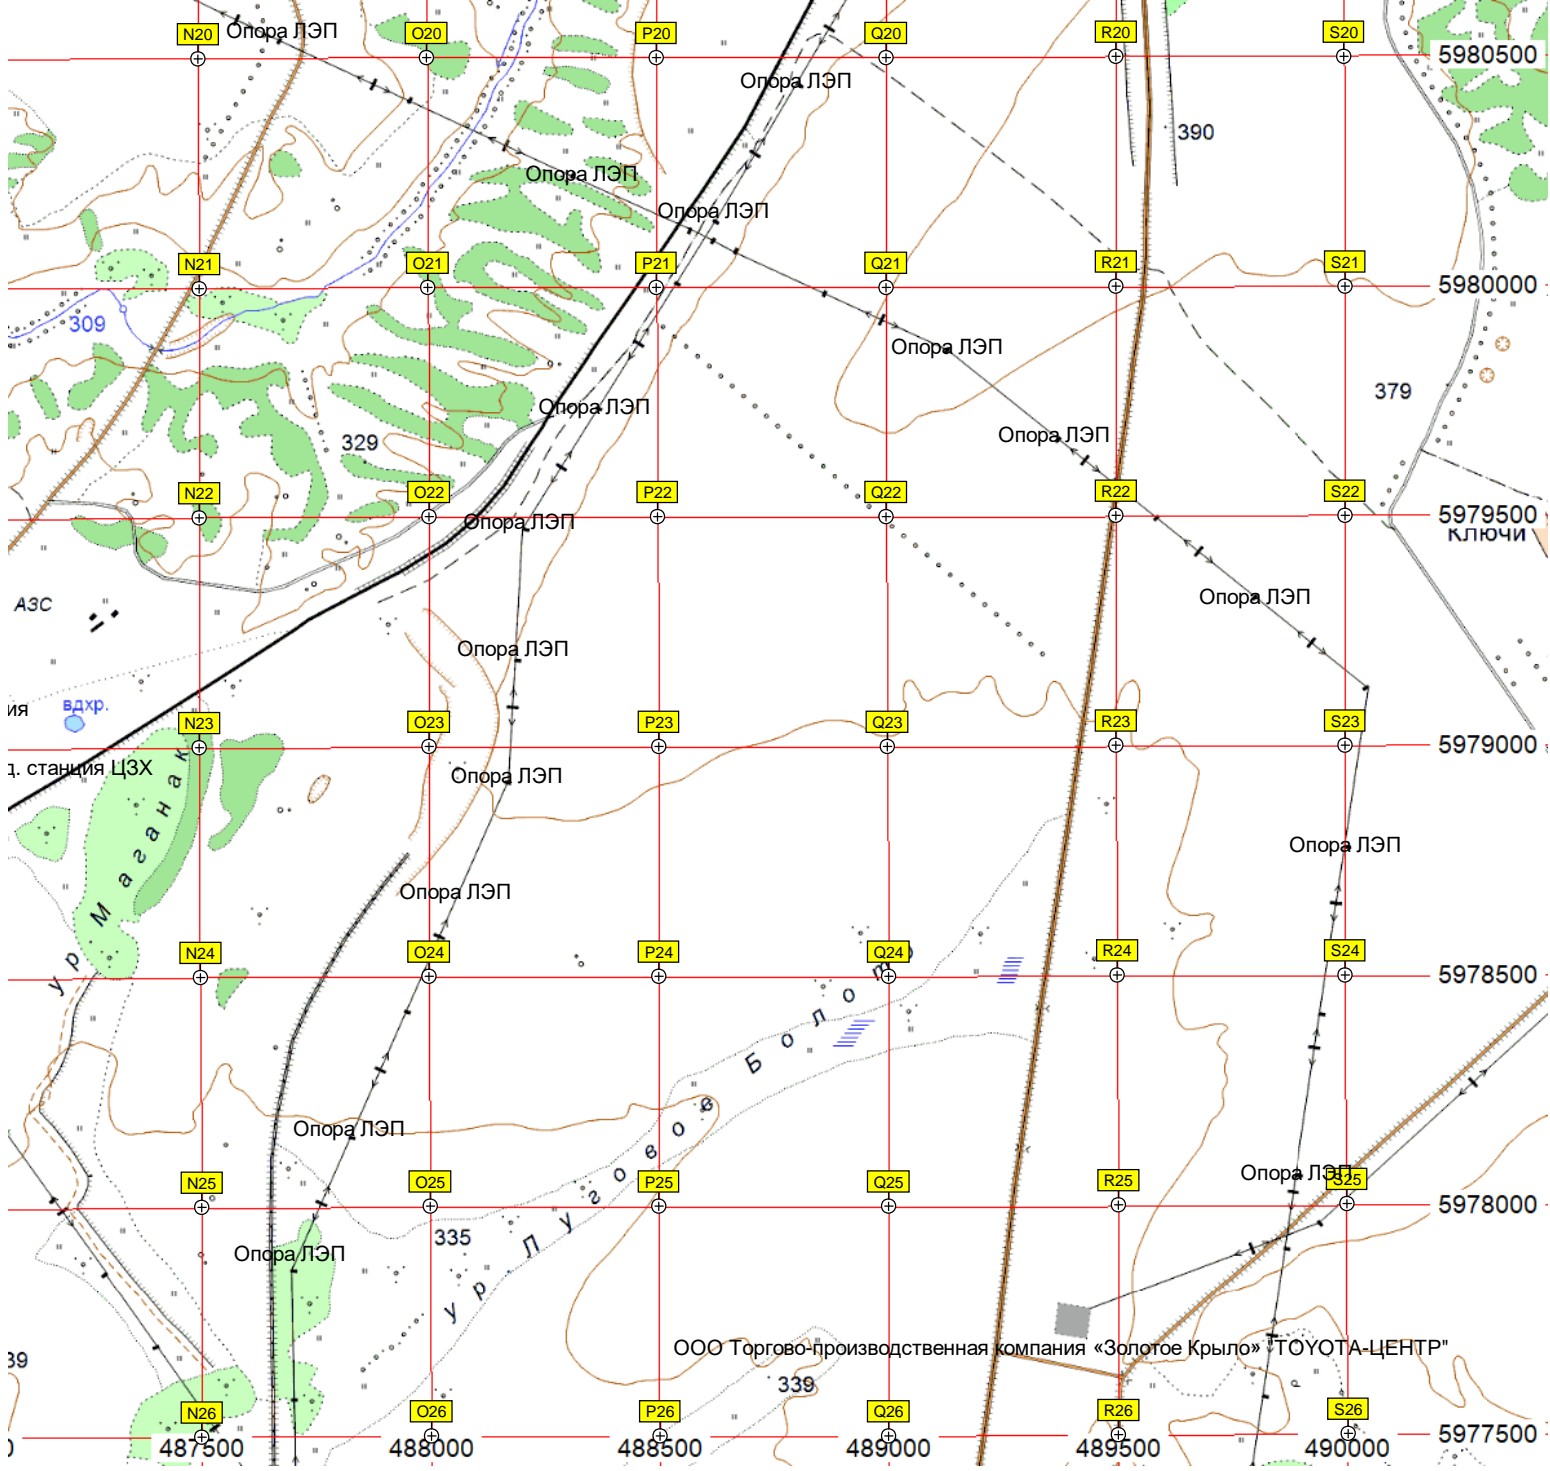 N20
Опора ЛЭП
O20
P20
Q20
R20
S20
5980500
Опора ЛЭП
390
Опора ЛЭП
Опора ЛЭП
N21
O21
P21
Q21
R21
S21
5980000
309
Опора ЛЭП
379
Опора ЛЭП
329
Опора ЛЭП
N22
O22
P22
Q22
R22
S22
5979500
Опора ЛЭП
Ключи
АЗС
Опора ЛЭП
Опора ЛЭП
ия
вдхр.
N23
O23
P23
Q23
R23
S23
5979000
д. станция ЦЗХ
Опора ЛЭП
Опора ЛЭП
Опора ЛЭП
ур Маганак
N24
O24
P24
Q24
R24
S24
5978500
Опора ЛЭП
ур. Луговое Болото
Опора ЛЭП
N25
O25
P25
Q25
R25
S25
5978000
335
Опора ЛЭП
ООО Торгово-производственная компания «Золотое Крыло» "TOYOTA-ЦЕНТР"
39
339
N26
O26
P26
Q26
R26
S26
0
487500
488000
488500
489000
489500
490000
5977500